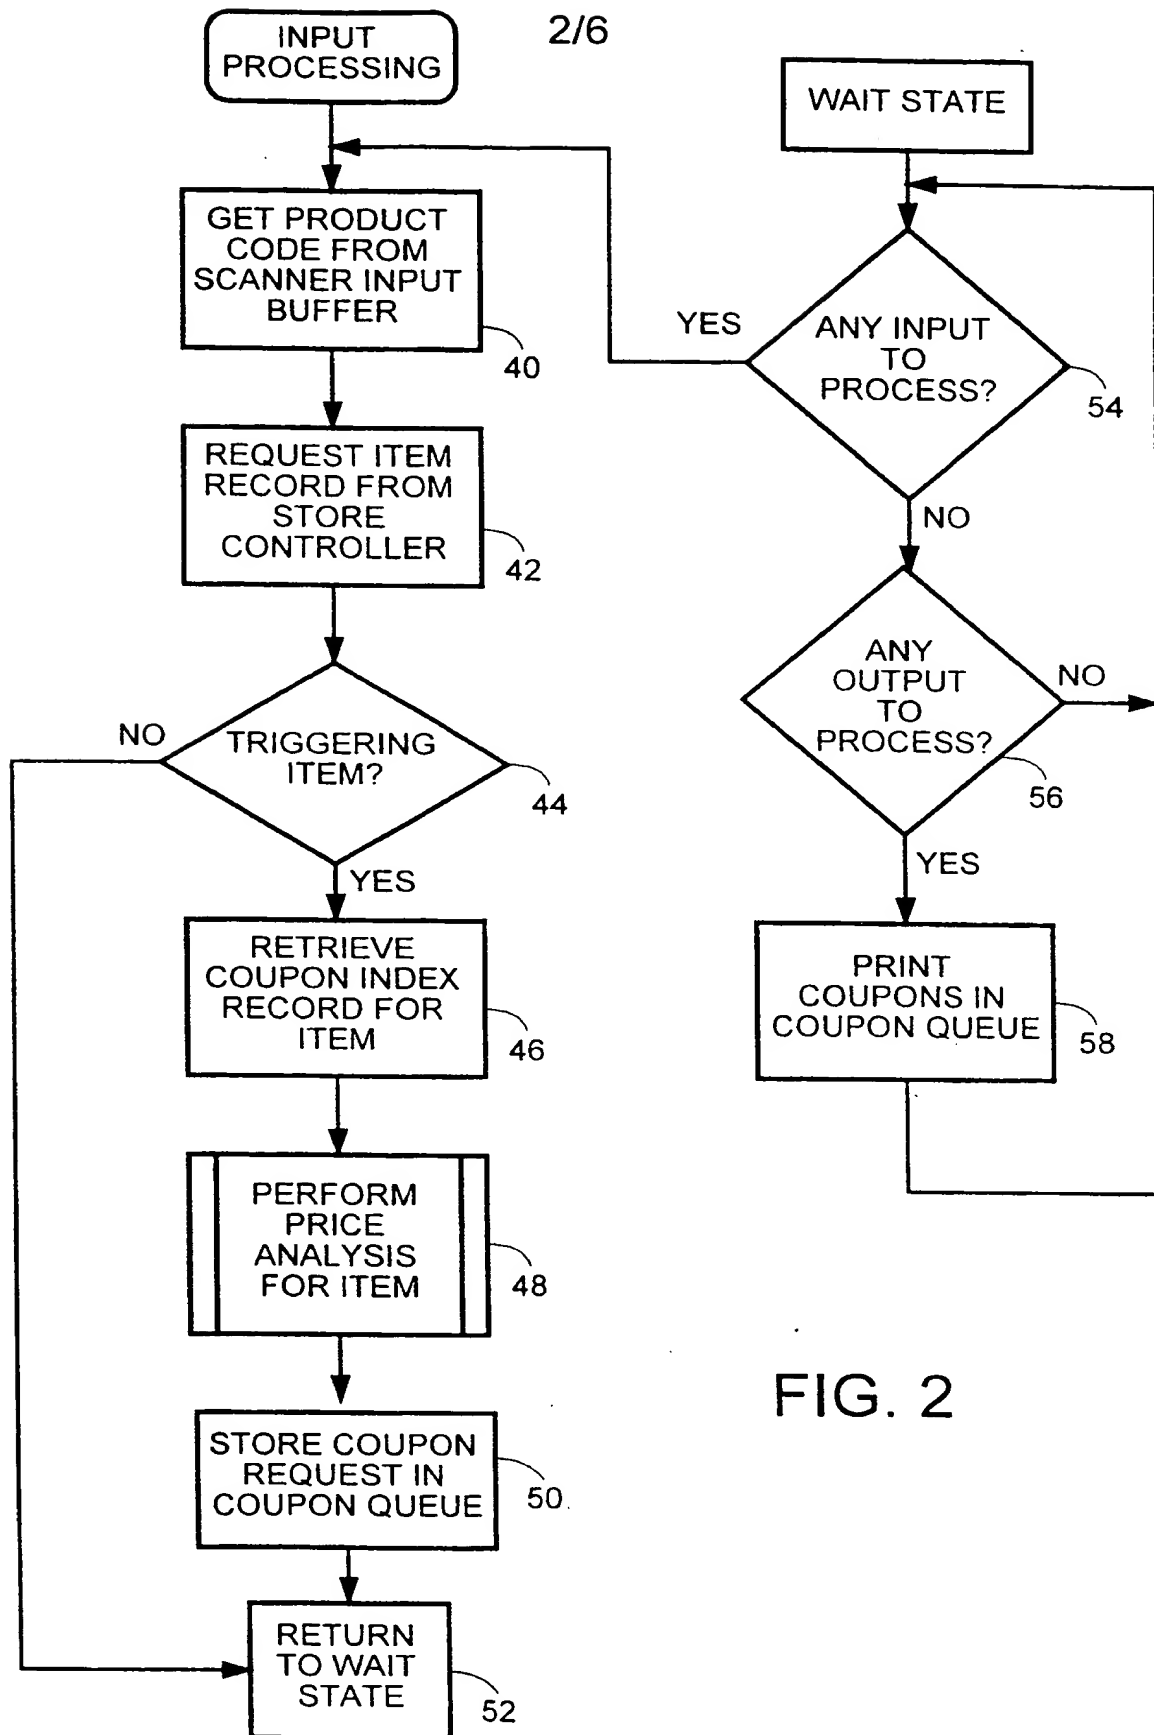 2/6
INPUT
PROCESSING
GET PRODUCT
CODE FROM
SCANNER INPUT
BUFFER
40
REQUEST ITEM
RECORD FROM
STORE
CONTROLLER
42
TRIGGERING
ITEM?
44
NO
YES
RETRIEVE
COUPON INDEX
RECORD FOR
ITEM
46
PERFORM
PRICE
ANALYSIS
FOR ITEM
48
STORE COUPON
REQUEST IN
COUPON QUEUE
50
RETURN
TO WAIT
STATE
52
WAIT STATE
ANY INPUT
TO
PROCESS?
54
YES
NO
ANY
OUTPUT
TO
PROCESS?
56
NO
YES
PRINT
COUPONS IN
COUPON QUEUE
58
FIG. 2